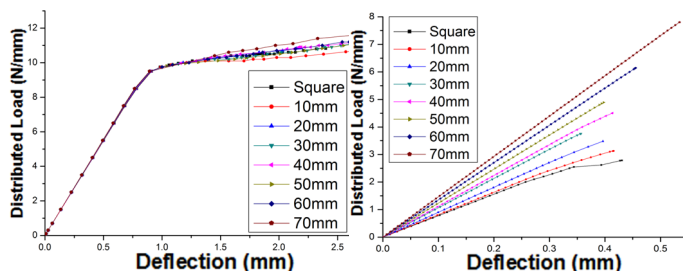 12
10
8
6
4
2
0
0.0 0.5 1.0 1.5 2.0 2.5
Distributed Load (N/mm)
Deflection (mm)
Square
10mm
20mm
30mm
40mm
50mm
60mm
70mm
8
7
6
5
4
3
2
1
0
0.0 0.1 0.2 0.3 0.4 0.5
Distributed Load (N/mm)
Deflection (mm)
Square
10mm
20mm
30mm
40mm
50mm
60mm
70mm